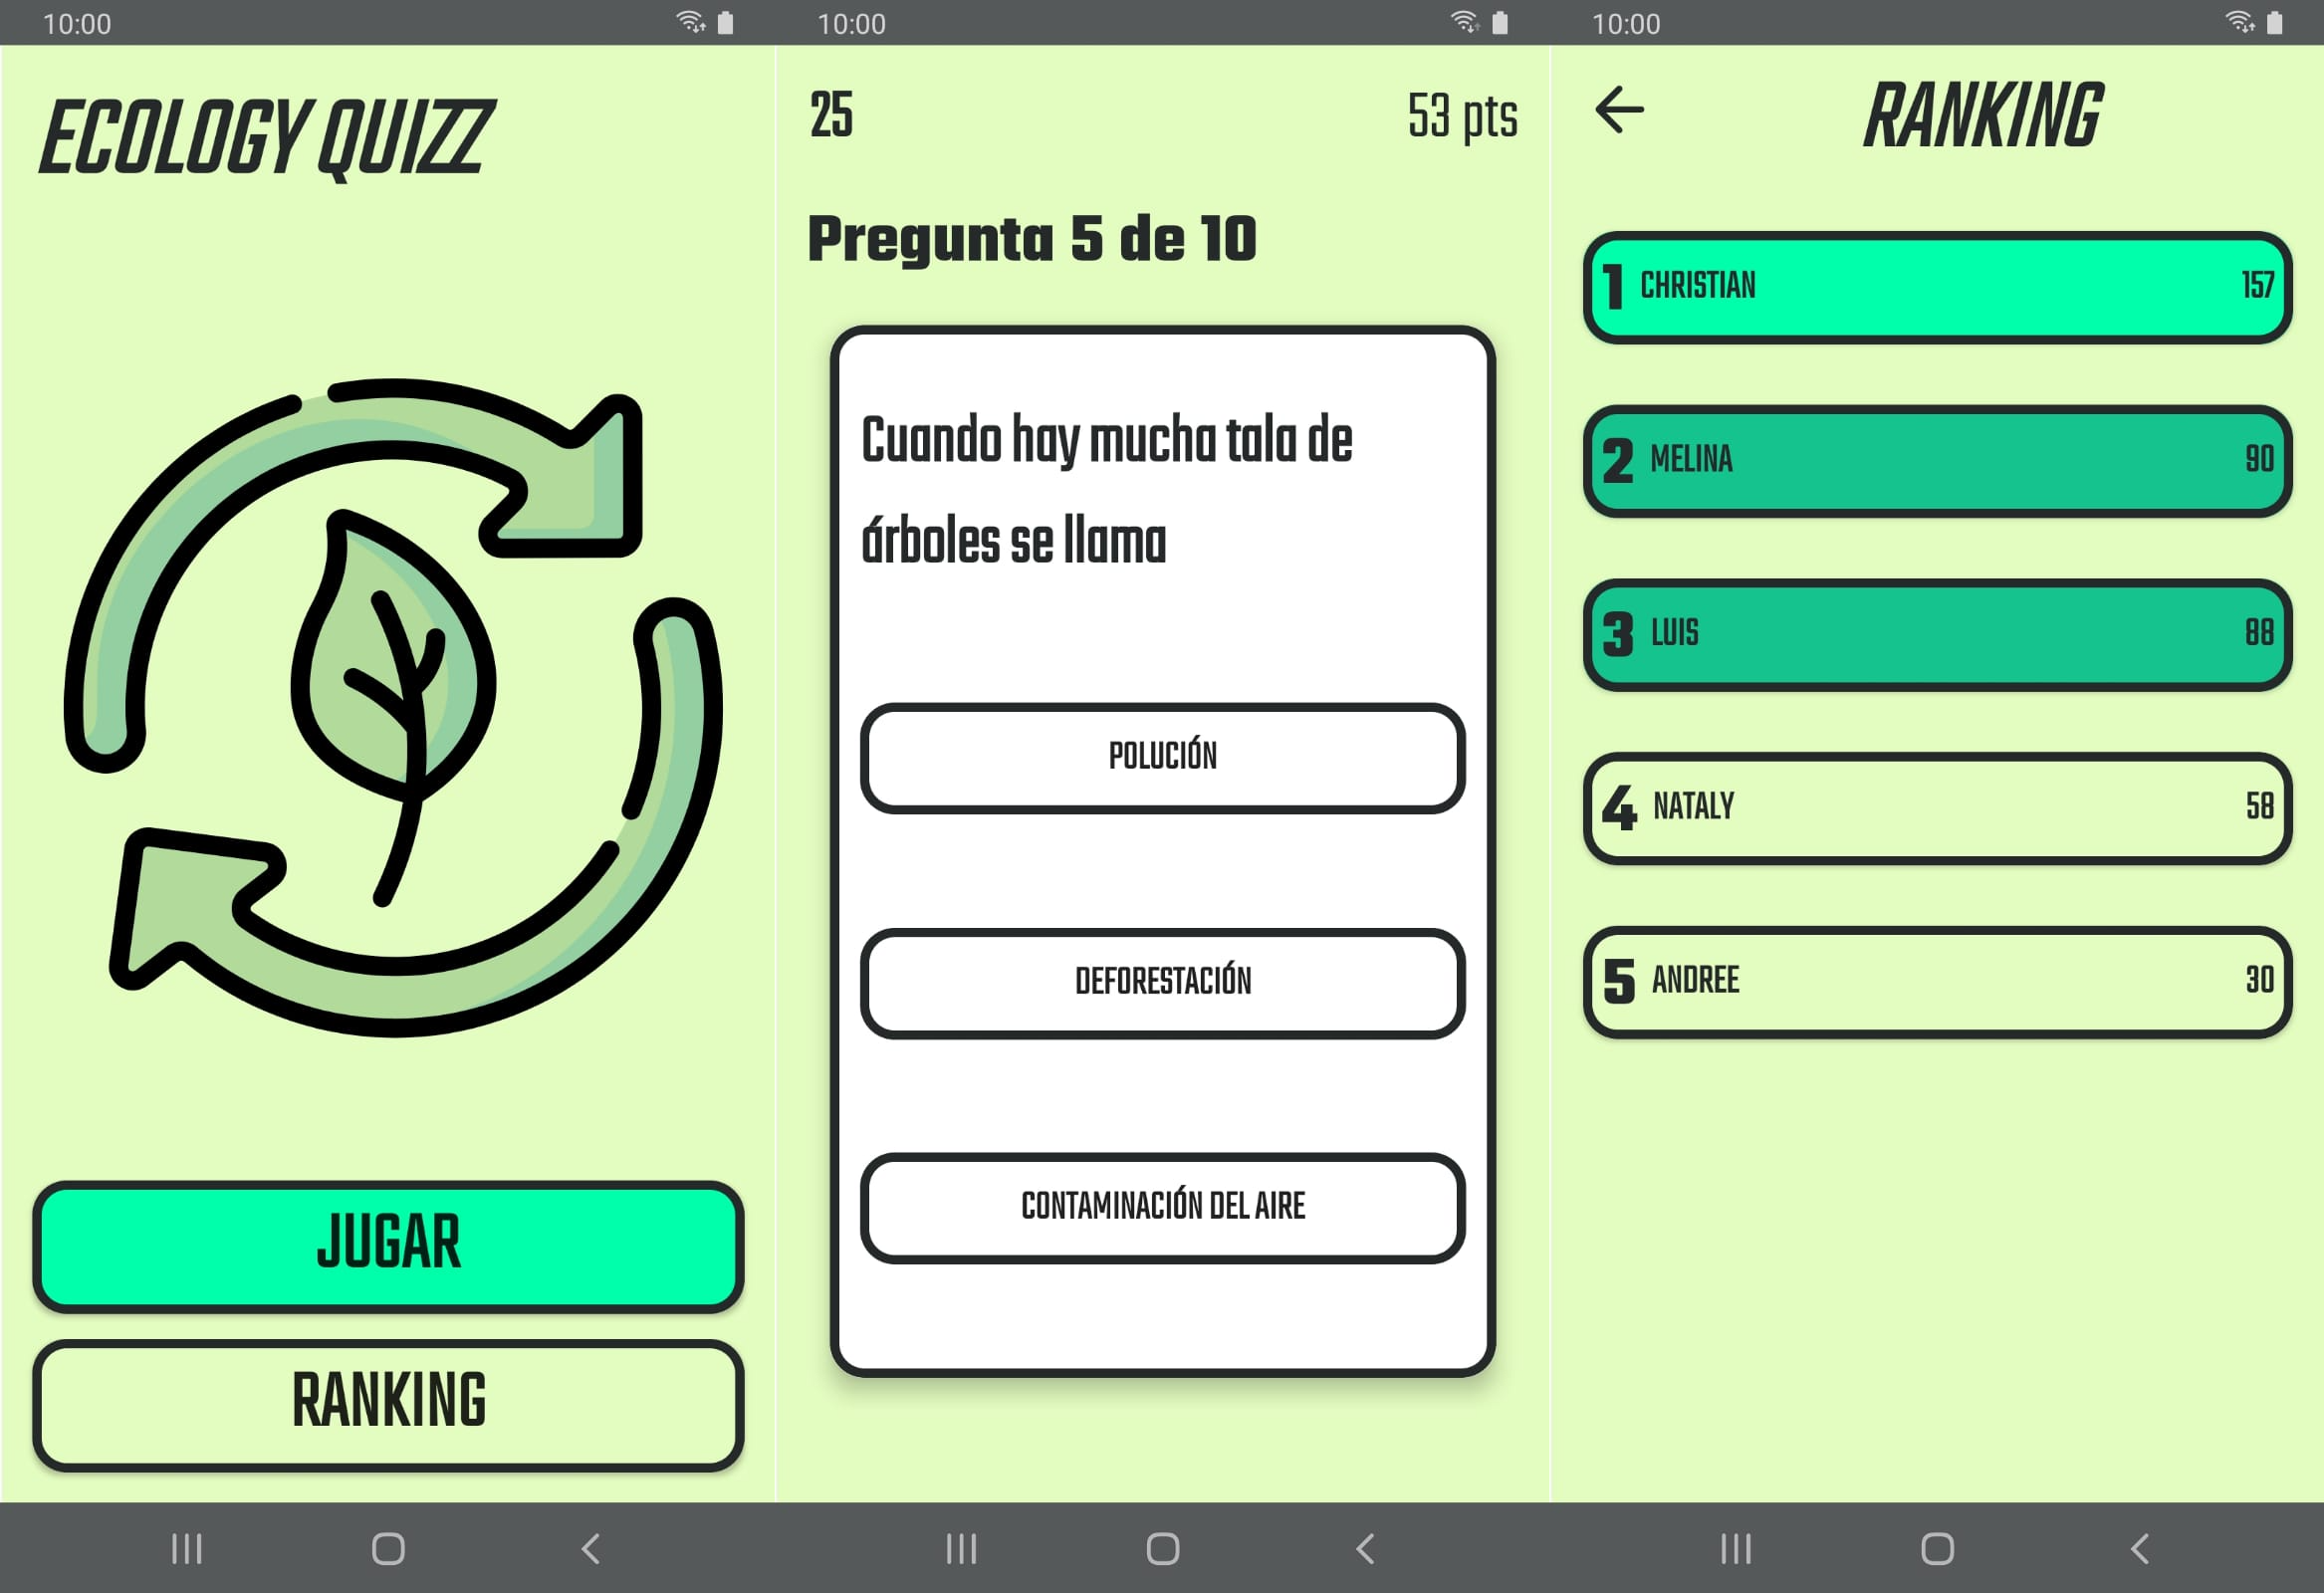 10:00
ECOLOGY QUIZZ
JUGAR
RANKING
10:00
25
53 pts
Pregunta 5 de 10
Cuando hay mucha tala de
árboles se llama
POLUCIÓN
DEFORESTACIÓN
CONTAMINACIÓN DEL AIRE
10:00
RANKING
1 CHRISTIAN 157
2 MELINA 90
3 LUIS 88
4 NATALY 58
5 ANDREE 30